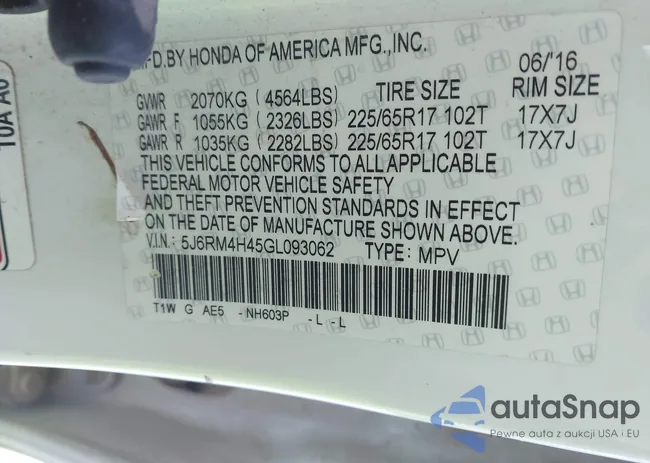 MFD.BY HONDA OF AMERICA MFG.,INC. 06/'16
GVWR 2070KG (4564LBS) TIRE SIZE RIM SIZE
GAWR F 1055KG (2326LBS) 225/65R17 102T 17X7J
GAWR R 1035KG (2282LBS) 225/65R17 102T 17X7J
THIS VEHICLE CONFORMS TO ALL APPLICABLE
FEDERAL MOTOR VEHICLE SAFETY
AND THEFT PREVENTION STANDARDS IN EFFECT
ON THE DATE OF MANUFACTURE SHOWN ABOVE.
V.I.N.: 5J6RM4H45GL093062 TYPE: MPV
T1W G AE5 -NH603P -L -L
autaSnap
Pewne auta z aukcji USA i EU